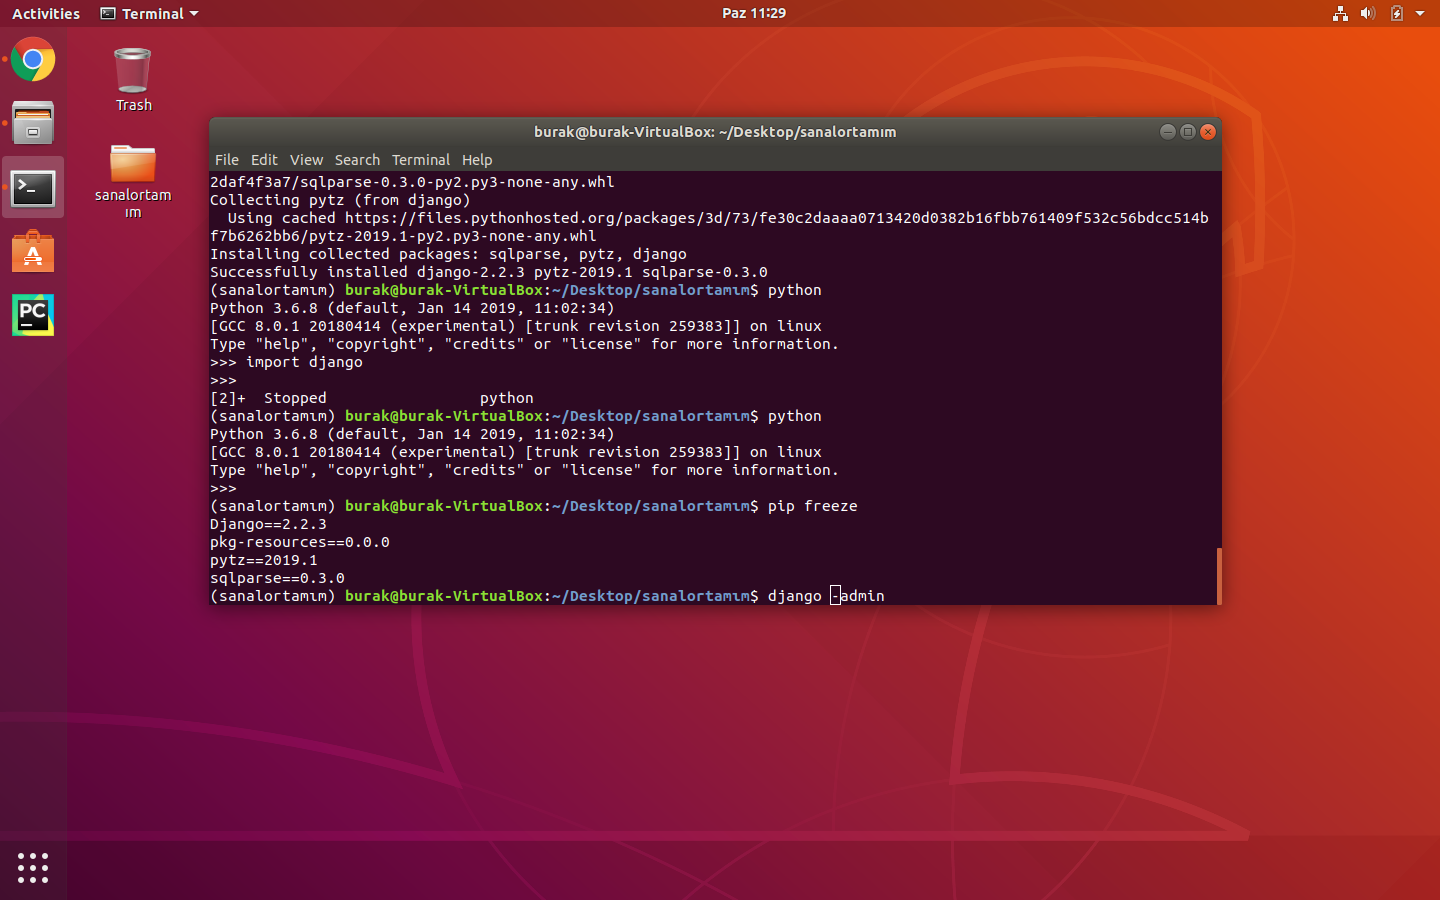 Activities
Terminal
Paz 11:29
Trash
sanalortam
ım
PC
burak@burak-VirtualBox: ~/Desktop/sanalortamım
File Edit View Search Terminal Help
2daf4f3a7/sqlparse-0.3.0-py2.py3-none-any.whl
Collecting pytz (from django)
  Using cached https://files.pythonhosted.org/packages/3d/73/fe30c2daaaa0713420d0382b16fbb761409f532c56bdcc514b
f7b6262bb6/pytz-2019.1-py2.py3-none-any.whl
Installing collected packages: sqlparse, pytz, django
Successfully installed django-2.2.3 pytz-2019.1 sqlparse-0.3.0
(sanalortamım) burak@burak-VirtualBox:~/Desktop/sanalortamım$ python
Python 3.6.8 (default, Jan 14 2019, 11:02:34)
[GCC 8.0.1 20180414 (experimental) [trunk revision 259383]] on linux
Type "help", "copyright", "credits" or "license" for more information.
>>> import django
>>>
[2]+  Stopped                 python
(sanalortamım) burak@burak-VirtualBox:~/Desktop/sanalortamım$ python
Python 3.6.8 (default, Jan 14 2019, 11:02:34)
[GCC 8.0.1 20180414 (experimental) [trunk revision 259383]] on linux
Type "help", "copyright", "credits" or "license" for more information.
>>>
(sanalortamım) burak@burak-VirtualBox:~/Desktop/sanalortamım$ pip freeze
Django==2.2.3
pkg-resources==0.0.0
pytz==2019.1
sqlparse==0.3.0
(sanalortamım) burak@burak-VirtualBox:~/Desktop/sanalortamım$ django -admin